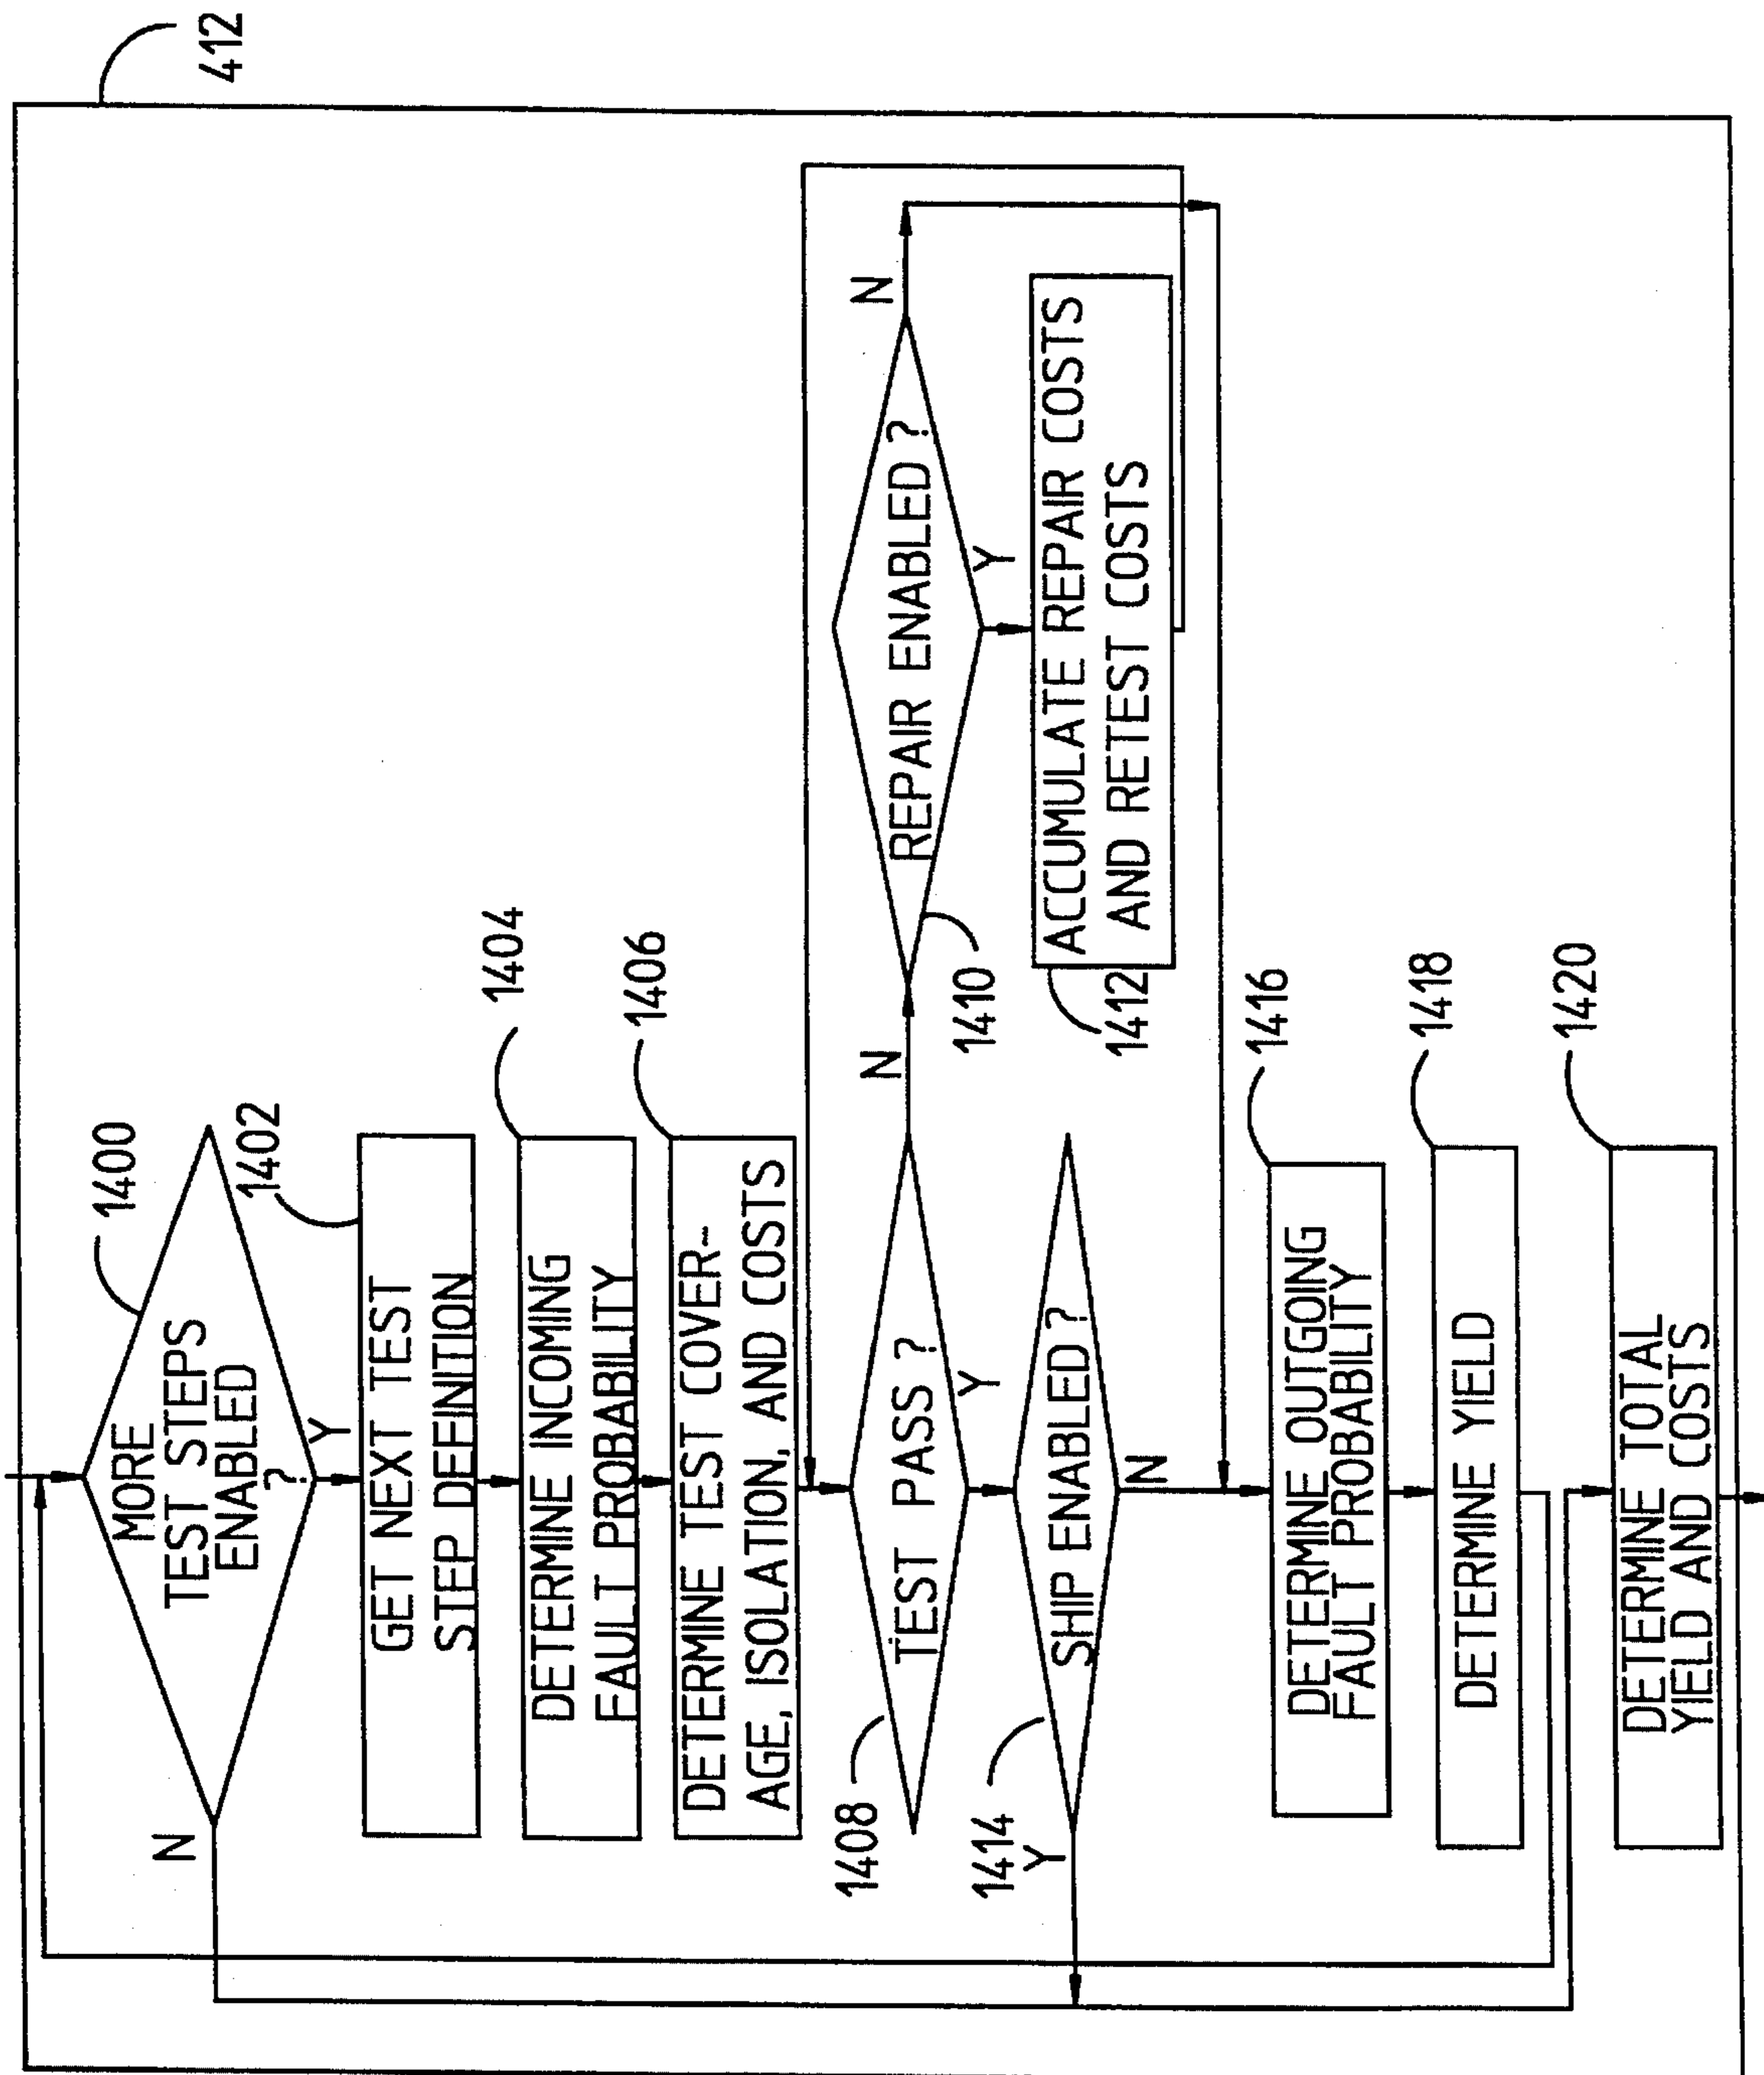 412
1400
MORE
TEST STEPS
ENABLED
?
N
Y
1402
GET NEXT TEST
STEP DEFINITION
1404
DETERMINE INCOMING
FAULT PROBABILITY
1406
DETERMINE TEST COVER-
AGE, ISOLATION, AND COSTS
1408
TEST PASS ?
N
Y
1410
REPAIR ENABLED ?
N
Y
1412
ACCUMULATE REPAIR COSTS
AND RETEST COSTS
1414
SHIP ENABLED ?
Y
N
1416
DETERMINE OUTGOING
FAULT PROBABILITY
1418
DETERMINE YIELD
1420
DETERMINE TOTAL
YIELD AND COSTS